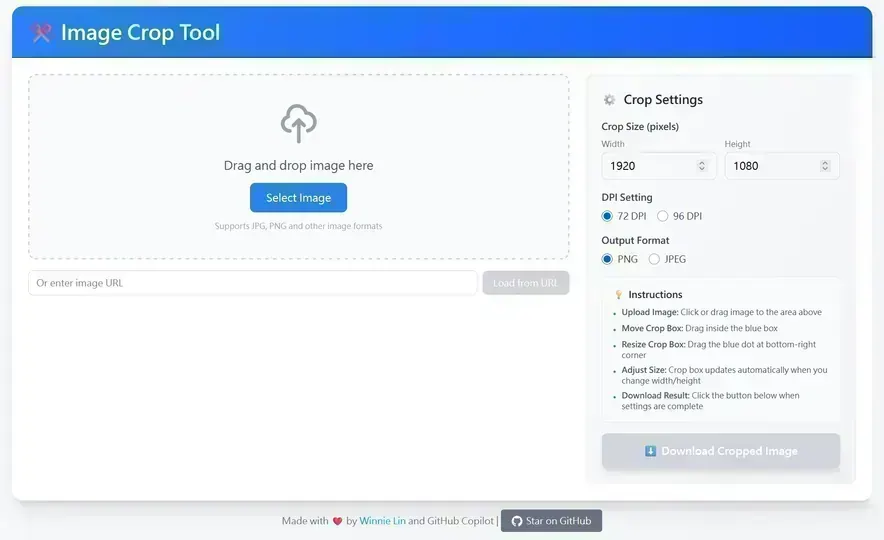 Image Crop Tool
Drag and drop image here
Select Image
Supports JPG, PNG and other image formats
Or enter image URL
Load from URL
Crop Settings
Crop Size (pixels)
Width
Height
1920
1080
DPI Setting
72 DPI
96 DPI
Output Format
PNG
JPEG
Instructions
Upload Image: Click or drag image to the area above
Move Crop Box: Drag inside the blue box
Resize Crop Box: Drag the blue dot at bottom-right
corner
Adjust Size: Crop box updates automatically when you
change width/height
Download Result: Click the button below when
settings are complete
Download Cropped Image
Made with ❤️ by Winnie Lin and GitHub Copilot |
Star on GitHub